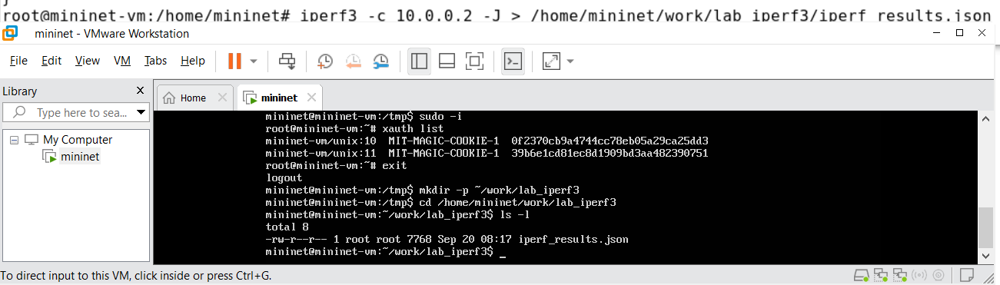 root@mininet-vm:/home/mininet# iperf3 -c 10.0.0.2 -J > /home/mininet/work/lab_iperf3/iperf_results.json
mininet - VMware Workstation
File Edit View VM Tabs Help
Library
Type here to sea...
My Computer
mininet
Home
mininet
mininet@mininet-vm:/tmp$ sudo -i
root@mininet-vm:~# xauth list
mininet-vm/unix:10  MIT-MAGIC-COOKIE-1  0f2370cb9a4744cc78eb05a29ca25dd3
mininet-vm/unix:11  MIT-MAGIC-COOKIE-1  39b6e1cd81ec8d1909bd3aa482390751
root@mininet-vm:~# exit
logout
mininet@mininet-vm:/tmp$ mkdir -p ~/work/lab_iperf3
mininet@mininet-vm:/tmp$ cd /home/mininet/work/lab_iperf3
mininet@mininet-vm:~/work/lab_iperf3$ ls -l
total 8
-rw-r--r-- 1 root root 7768 Sep 20 08:17 iperf_results.json
mininet@mininet-vm:~/work/lab_iperf3$ _
To direct input to this VM, click inside or press Ctrl+G.